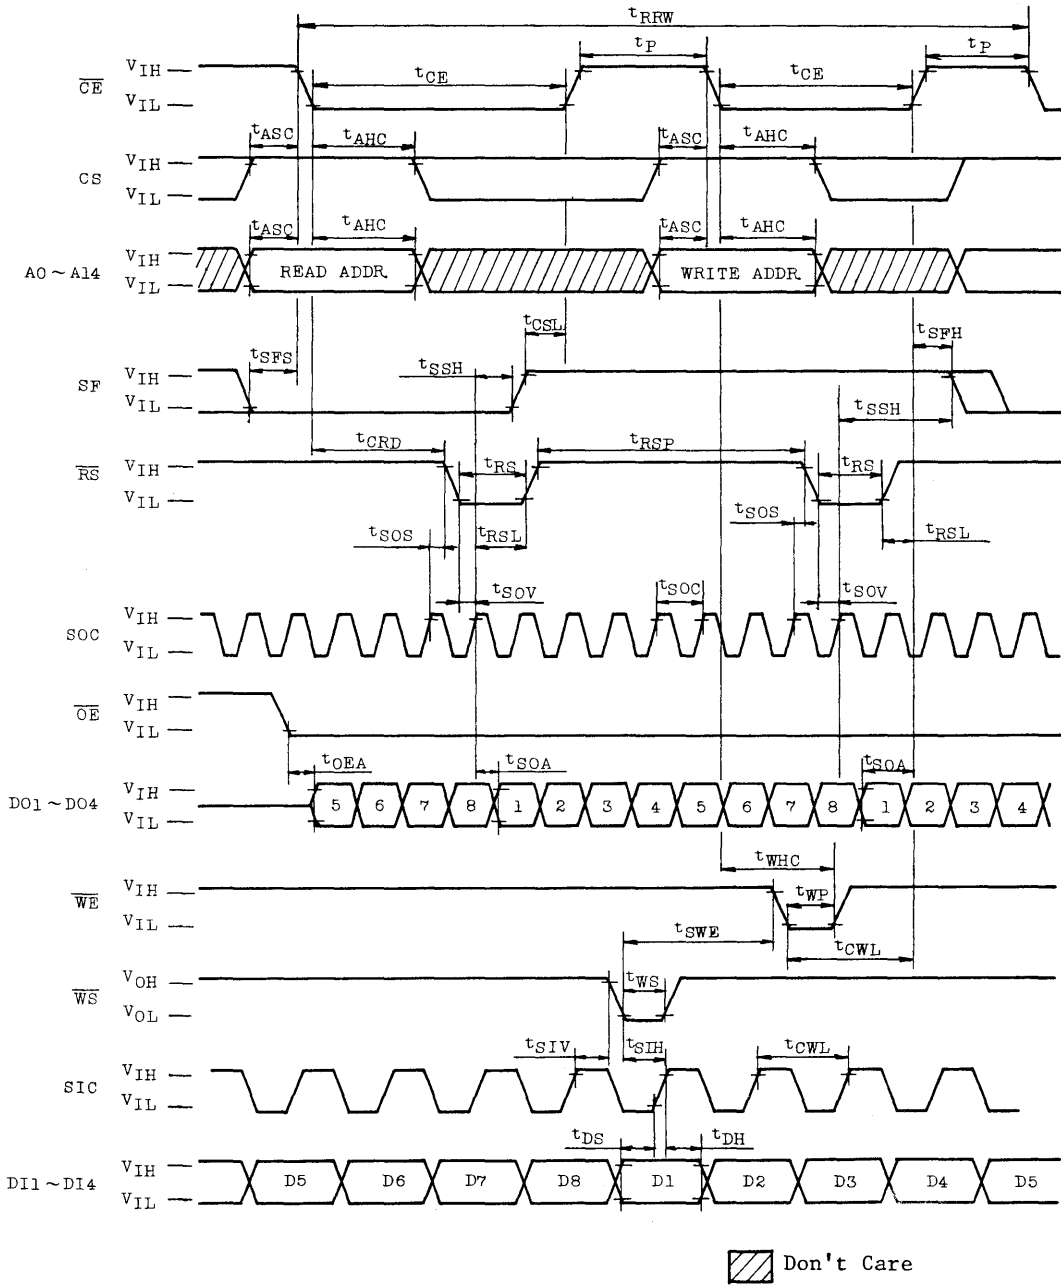 tRRW
tP tP
tCE tCE
CE VIH
VIL
tASC tAHC tASC tAHC
CS VIH
VIL
tASC tAHC tASC tAHC
A0 ~ A14 VIH
VIL
READ ADDR. WRITE ADDR.
tCSL tSFH
tSFS tSSH
SF VIH
VIL
tSSH
tCRD tRSP
RS VIH
VIL
tRS tRS
tSOS tRSL tSOS tRSL
tSOV tSOC tSOV
SOC VIH
VIL
OE VIH
VIL
tOEA tSOA tSOA
DO1 ~ DO4 VIH
VIL
5 6 7 8 1 2 3 4 5 6 7 8 1 2 3 4
tWHC
WE VIH
VIL
tWP
tSWE tCWL
WS VOH
VOL
tWS
tSIV tSIH tCWL
SIC VIH
VIL
tDS tDH
DI1 ~ DI4 VIH
VIL
D5 D6 D7 D8 D1 D2 D3 D4 D5
Don't Care